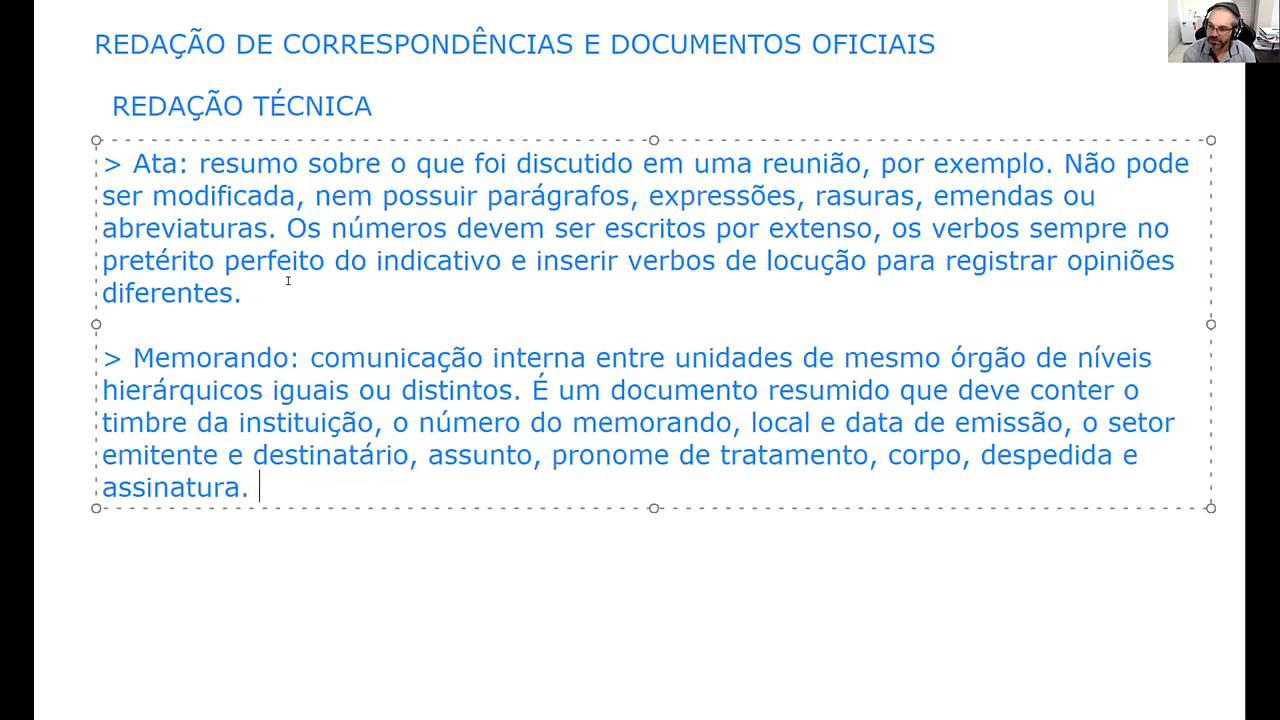 REDAÇÃO DE CORRESPONDÊNCIAS E DOCUMENTOS OFICIAIS
REDAÇÃO TÉCNICA
> Ata: resumo sobre o que foi discutido em uma reunião, por exemplo. Não pode
ser modificada, nem possuir parágrafos, expressões, rasuras, emendas ou
abreviaturas. Os números devem ser escritos por extenso, os verbos sempre no
pretérito perfeito do indicativo e inserir verbos de locução para registrar opiniões
diferentes.
> Memorando: comunicação interna entre unidades de mesmo órgão de níveis
hierárquicos iguais ou distintos. É um documento resumido que deve conter o
timbre da instituição, o número do memorando, local e data de emissão, o setor
emitente e destinatário, assunto, pronome de tratamento, corpo, despedida e
assinatura.